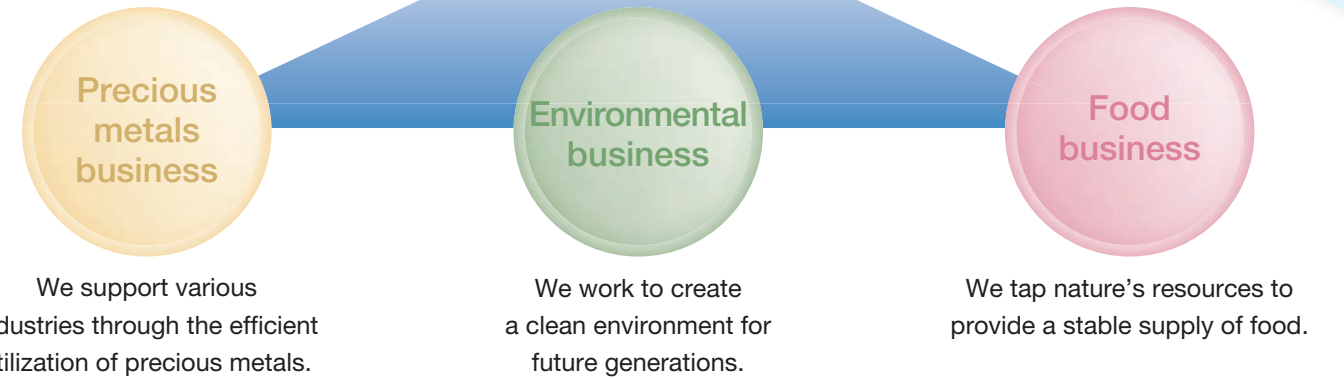 Precious
metals
business
Environmental
business
Food
business
We support various
dustries through the efficient
tilization of precious metals.
We work to create
a clean environment for
future generations.
We tap nature’s resources to
provide a stable supply of food.